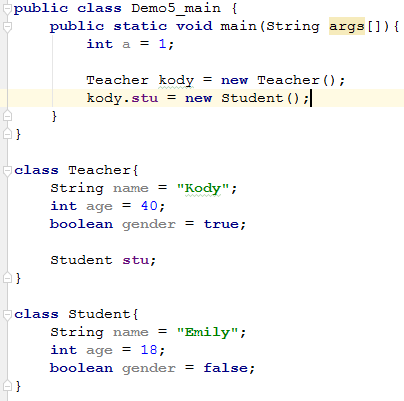 public class Demo5_main {
    public static void main(String args[]){
        int a = 1;

        Teacher kody = new Teacher();
        kody.stu = new Student();
    }
}

class Teacher{
    String name = "Kody";
    int age = 40;
    boolean gender = true;

    Student stu;
}

class Student{
    String name = "Emily";
    int age = 18;
    boolean gender = false;
}